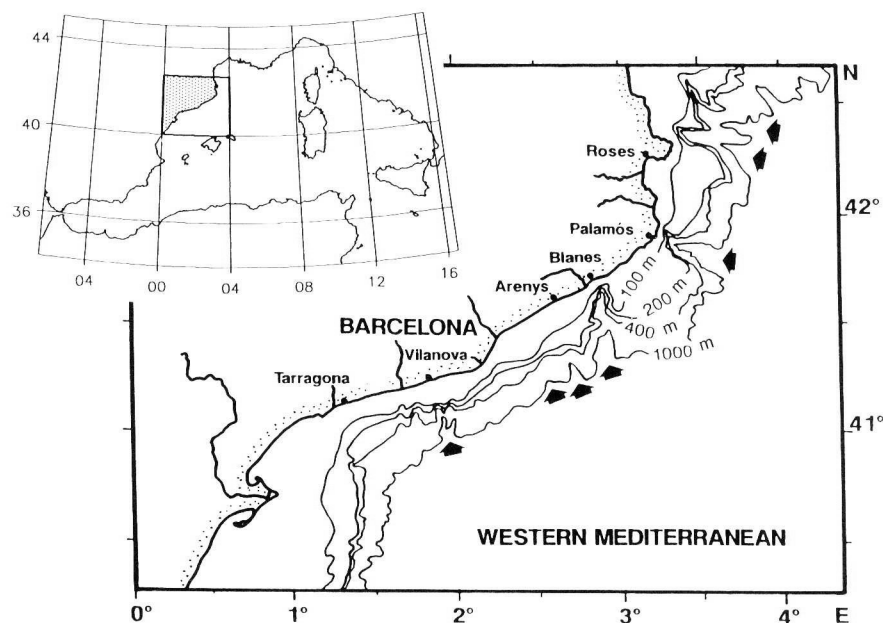 44
40
36
04
00
04
08
12
16
N
Roses
42°
Palamós
Blanes
100 m
Arenys
200 m
BARCELONA
400 m
1000 m
Vilanova
Tarragona
41°
WESTERN MEDITERRANEAN
0°
1°
2°
3°
4°
E